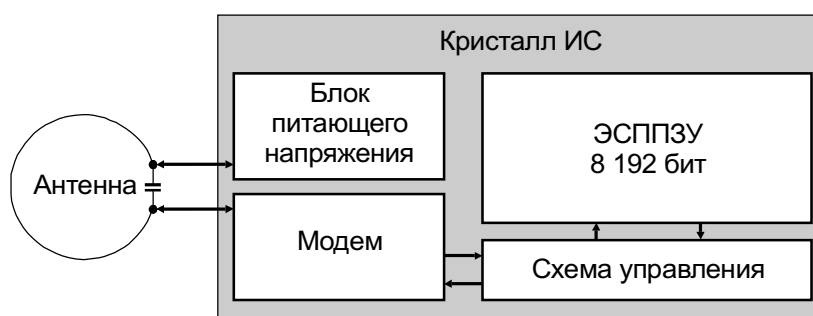 Кристалл ИС
Блок
питающего
напряжения
ЭСППЗУ
8 192 бит
Антенна
Модем
Схема управления